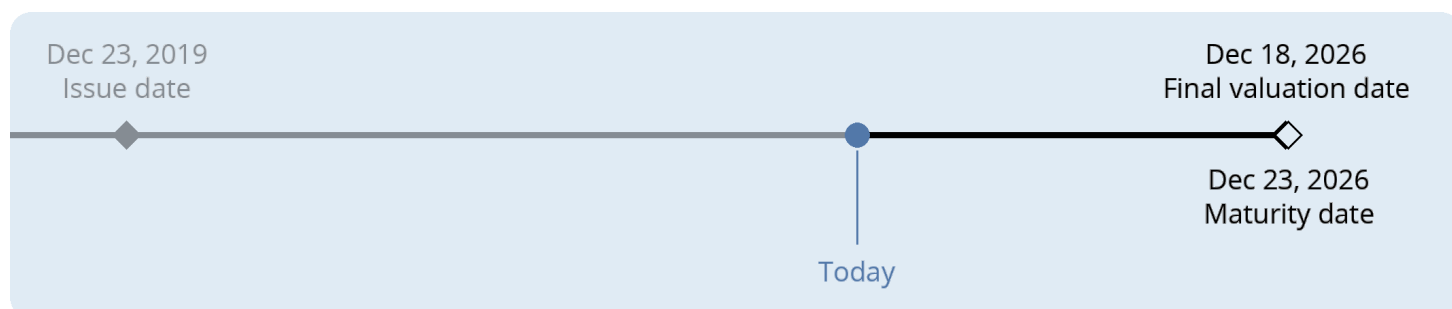 Dec 23, 2019
Issue date
Dec 18, 2026
Final valuation date
Dec 23, 2026
Maturity date
Today